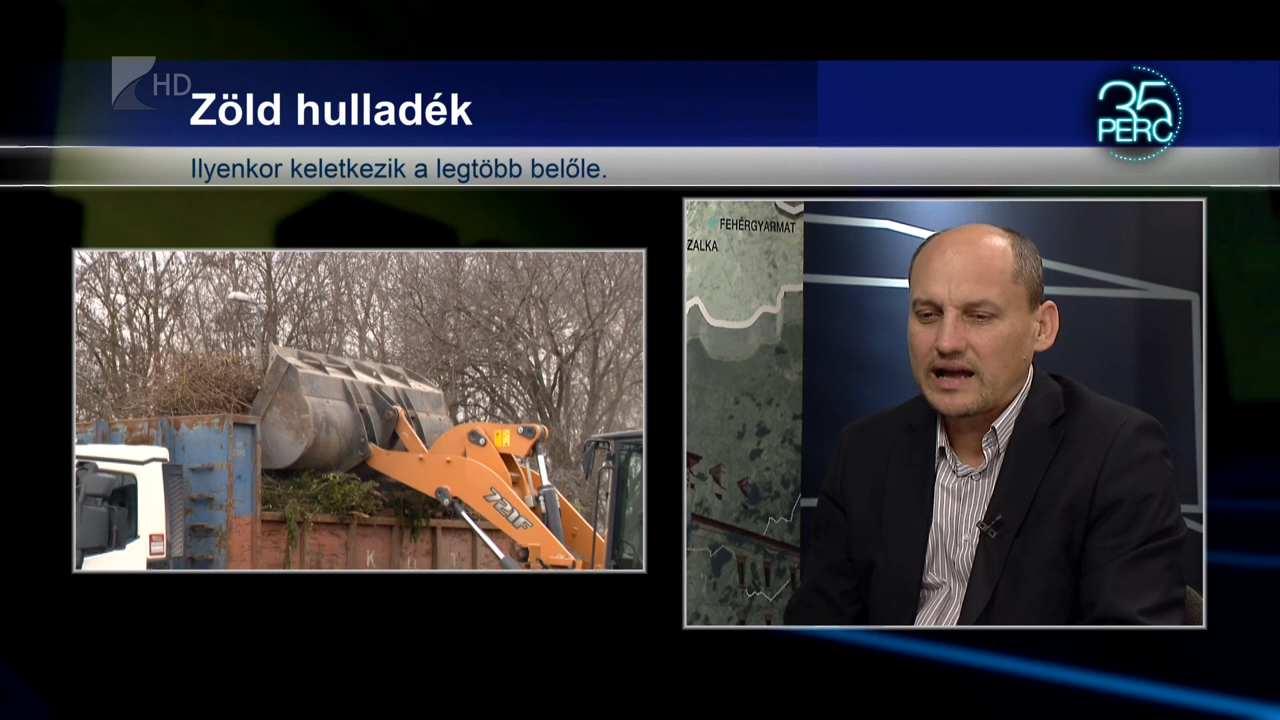 HD
Zöld hulladék
35
PERC
Ilyenkor keletkezik a legtöbb belőle.
FEHÉRGYARMAT
ZALKA
721F
K